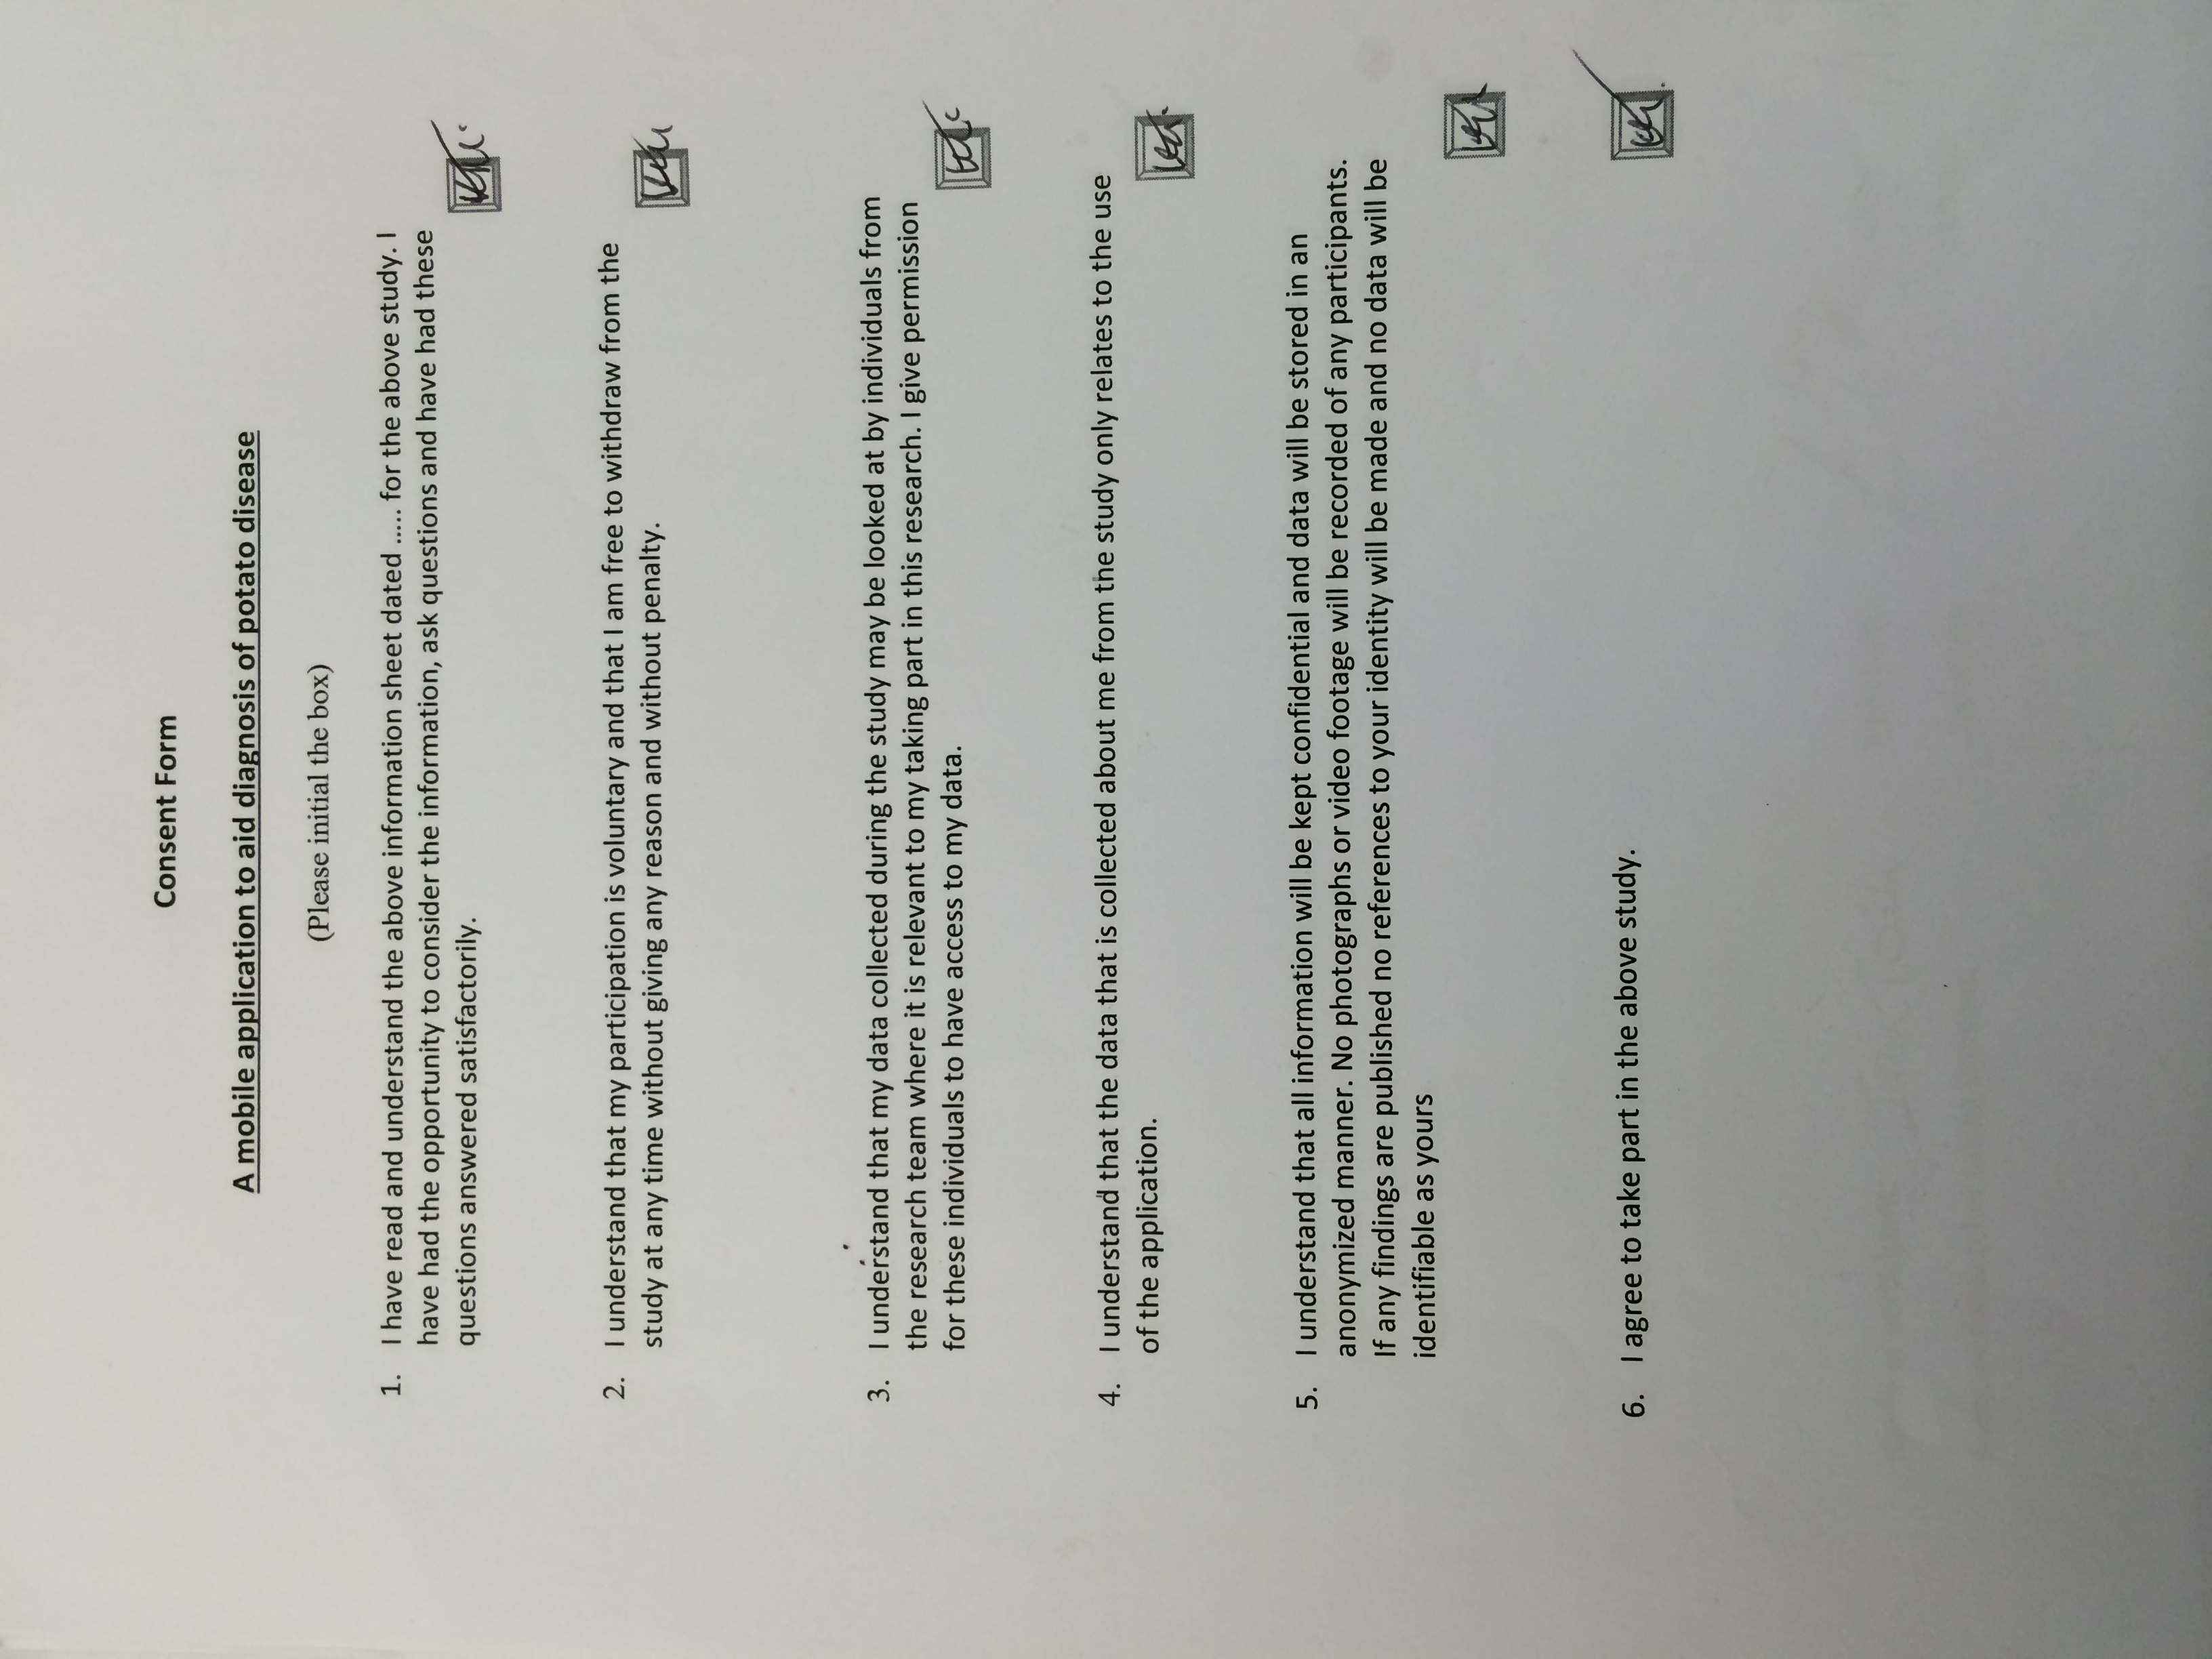 Consent Form
A mobile application to aid diagnosis of potato disease
(Please initial the box)
1. I have read and understand the above information sheet dated ..... for the above study. I
have had the opportunity to consider the information, ask questions and have had these
questions answered satisfactorily.
2. I understand that my participation is voluntary and that I am free to withdraw from the
study at any time without giving any reason and without penalty.
3. I understand that my data collected during the study may be looked at by individuals from
the research team where it is relevant to my taking part in this research. I give permission
for these individuals to have access to my data.
4. I understand that the data that is collected about me from the study only relates to the use
of the application.
5. I understand that all information will be kept confidential and data will be stored in an
anonymized manner. No photographs or video footage will be recorded of any participants.
If any findings are published no references to your identity will be made and no data will be
identifiable as yours
6. I agree to take part in the above study.